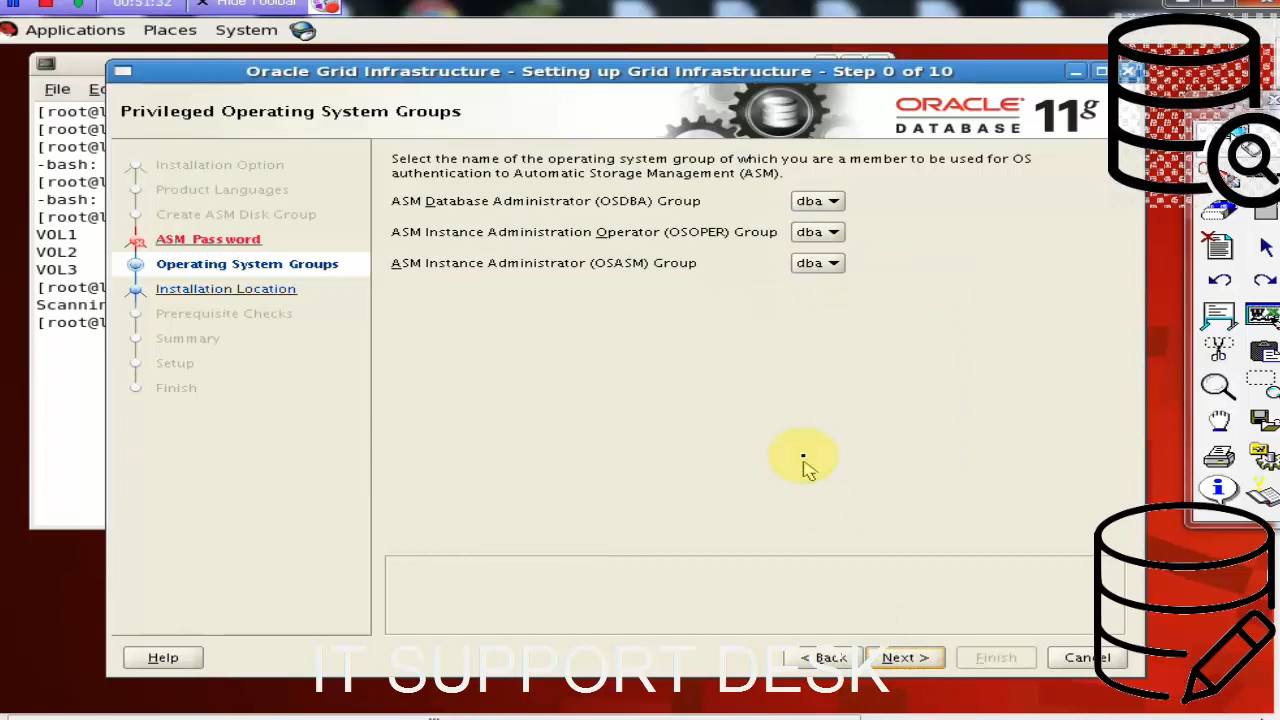 00:51:32
Hide Toolbar
Applications Places System
Oracle Grid Infrastructure - Setting up Grid Infrastructure - Step 0 of 10
File
Privileged Operating System Groups
ORACLE
DATABASE
11g
[root@l
[root@l
[root@l
-bash:
[root@l
-bash:
[root@l
VOL1
VOL2
VOL3
[root@l
Scannin
[root@l
Installation Option
Product Languages
Create ASM Disk Group
ASM Password
Operating System Groups
Installation Location
Prerequisite Checks
Summary
Setup
Finish
Select the name of the operating system group of which you are a member to be used for OS
authentication to Automatic Storage Management (ASM).
ASM Database Administrator (OSDBA) Group dba
ASM Instance Administration Operator (OSOPER) Group dba
ASM Instance Administrator (OSASM) Group dba
Help < Back Next > Finish Cancel
IT SUPPORT DESK